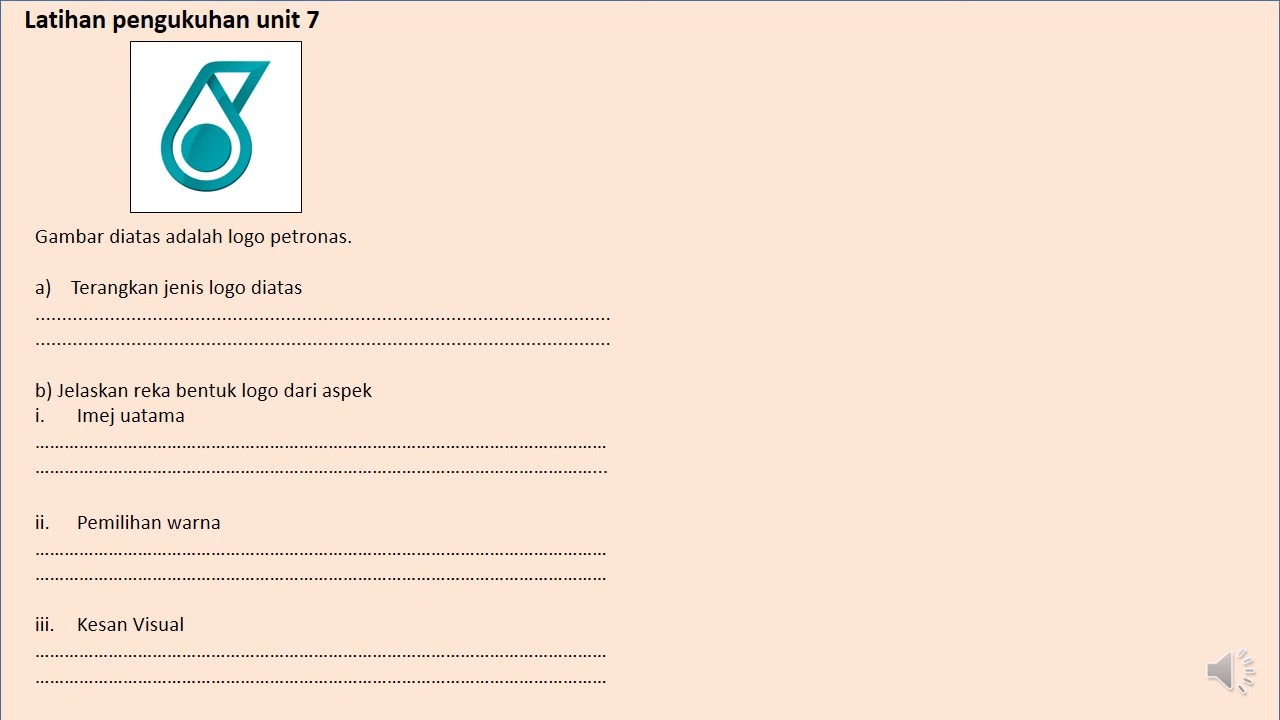 Latihan pengukuhan unit 7
Gambar diatas adalah logo petronas.
a) Terangkan jenis logo diatas
............................................................................................................
............................................................................................................
b) Jelaskan reka bentuk logo dari aspek
i. Imej uatama
…………………………………………………………………………………………………
…………………………………………………………………………………………………...
ii. Pemilihan warna
…………………………………………………………………………………………………
…………………………………………………………………………………………………
iii. Kesan Visual
…………………………………………………………………………………………………
…………………………………………………………………………………………………